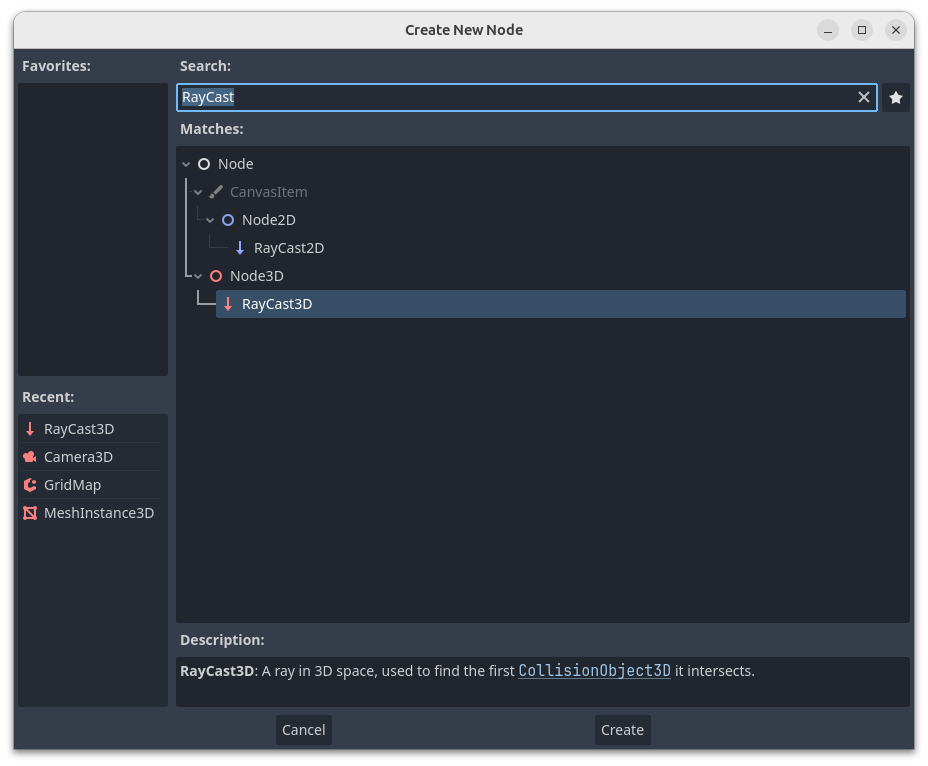 Create New Node
Favorites:
Search:
RayCast
Matches:
Node
CanvasItem
Node2D
RayCast2D
Node3D
RayCast3D
Recent:
RayCast3D
Camera3D
GridMap
MeshInstance3D
Description:
RayCast3D: A ray in 3D space, used to find the first CollisionObject3D it intersects.
Cancel
Create